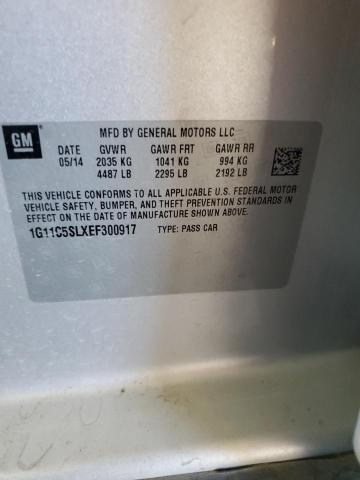 GM
MFD BY GENERAL MOTORS LLC
DATE GVWR GAWR FRT GAWR RR
05/14 2035 KG 1041 KG 994 KG
4487 LB 2295 LB 2192 LB
THIS VEHICLE CONFORMS TO ALL APPLICABLE U.S. FEDERAL MOTOR
VEHICLE SAFETY, BUMPER, AND THEFT PREVENTION STANDARDS IN
EFFECT ON THE DATE OF MANUFACTURE SHOWN ABOVE.
1G11C5SLXEF300917 TYPE: PASS CAR